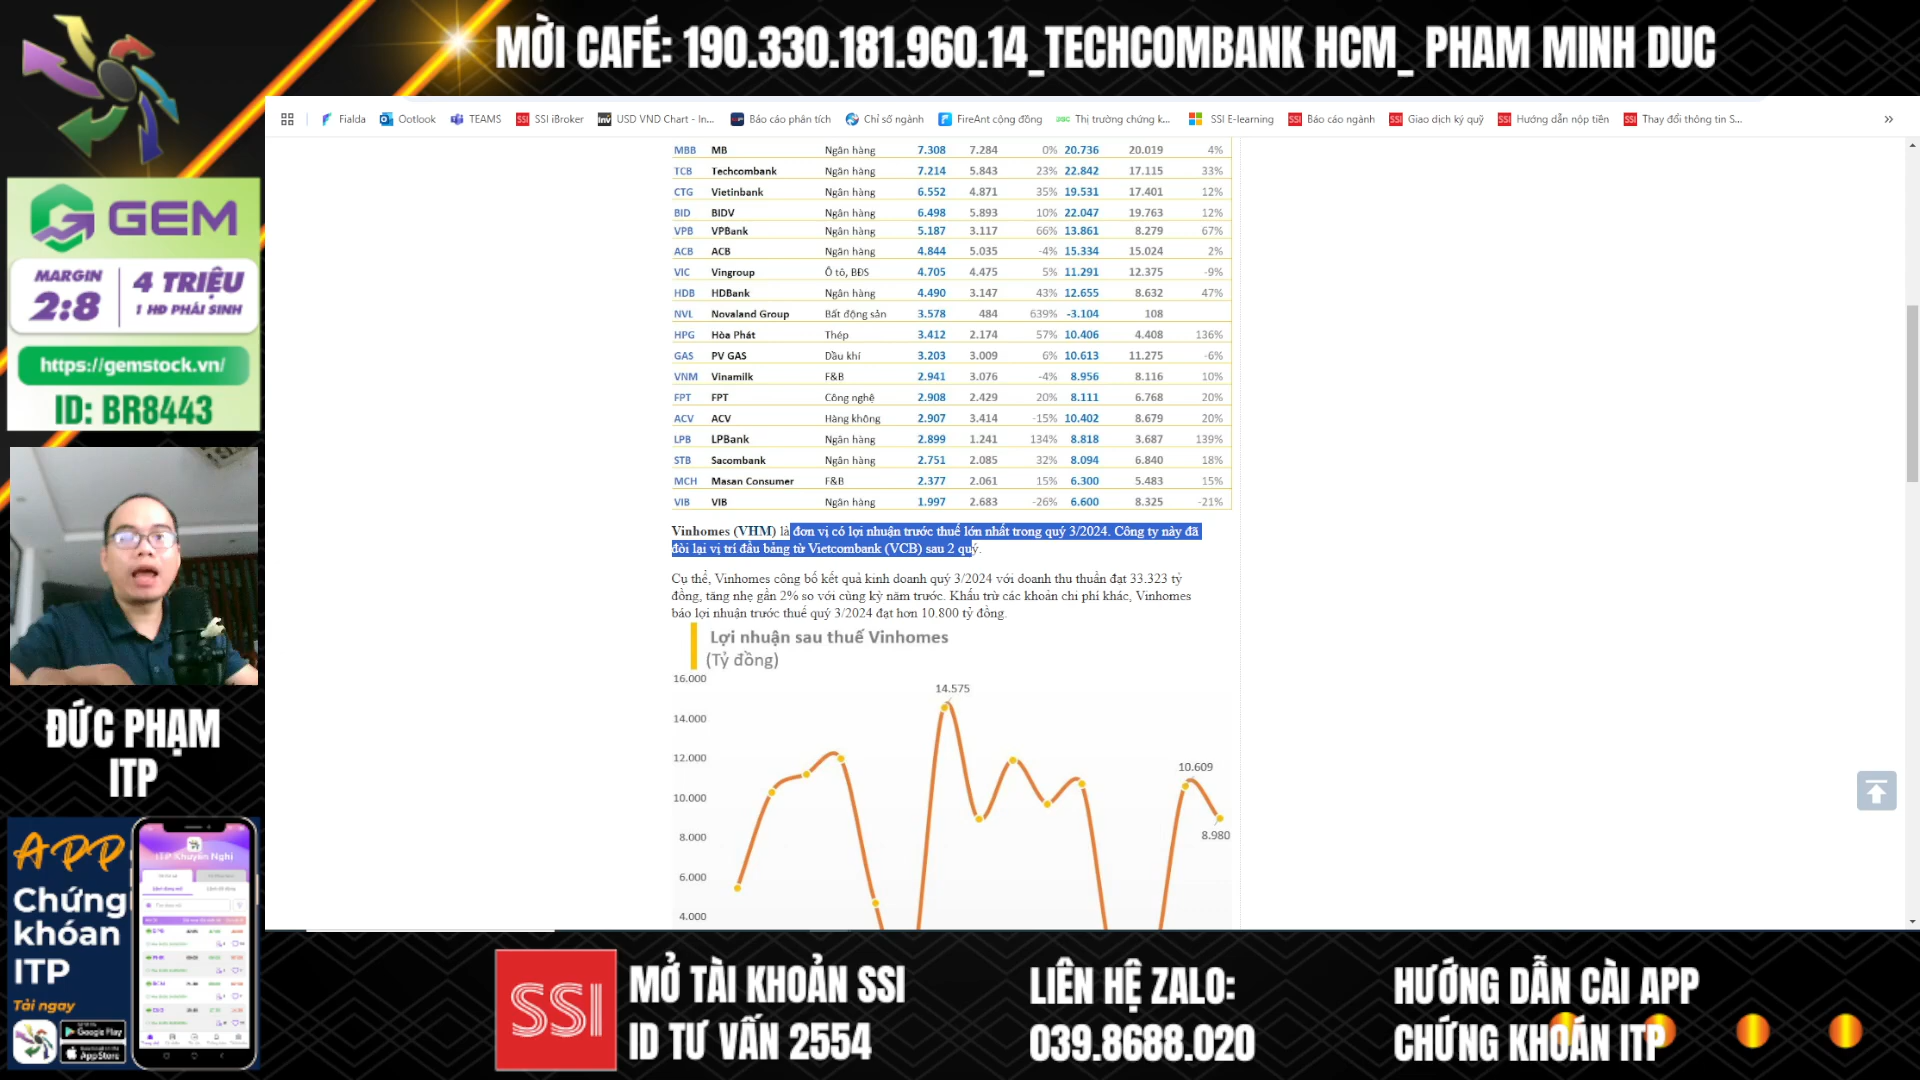 MỜI CAFÉ: 190.330.181.960.14_TECHCOMBANK HCM_ PHAM MINH DUC
Fialda Ootlook TEAMS SSI iBroker USD VND Chart - In... Báo cáo phân tích Chỉ số ngành FireAnt cộng đồng Thị trường chứng k... SSI E-learning Báo cáo ngành Giao dịch ký quỹ Hướng dẫn nộp tiền Thay đổi thông tin S... »
GEM
MARGIN 2:8
4 TRIỆU
1 HĐ PHÁI SINH
https://gemstock.vn/
ID: BR8443
MBB MB Ngân hàng 7.308 7.284 0% 20.736 20.019 4%
TCB Techcombank Ngân hàng 7.214 5.843 23% 22.842 17.115 33%
CTG Vietinbank Ngân hàng 6.552 4.871 35% 19.531 17.401 12%
BID BIDV Ngân hàng 6.498 5.893 10% 22.047 19.763 12%
VPB VPBank Ngân hàng 5.187 3.117 66% 13.861 8.279 67%
ACB ACB Ngân hàng 4.844 5.035 -4% 15.334 15.024 2%
VIC Vingroup Ô tô, BĐS 4.705 4.475 5% 11.291 12.375 -9%
HDB HDBank Ngân hàng 4.490 3.147 43% 12.655 8.632 47%
NVL Novaland Group Bất động sản 3.578 484 639% -3.104 108
HPG Hòa Phát Thép 3.412 2.174 57% 10.406 4.408 136%
GAS PV GAS Dầu khí 3.203 3.009 6% 10.613 11.275 -6%
VNM Vinamilk F&B 2.941 3.076 -4% 8.956 8.116 10%
FPT FPT Công nghệ 2.908 2.429 20% 8.111 6.768 20%
ACV ACV Hàng không 2.907 3.414 -15% 10.402 8.679 20%
LPB LPBank Ngân hàng 2.899 1.241 134% 8.818 3.687 139%
STB Sacombank Ngân hàng 2.751 2.085 32% 8.094 6.840 18%
MCH Masan Consumer F&B 2.377 2.061 15% 6.300 5.483 15%
VIB VIB Ngân hàng 1.997 2.683 -26% 6.600 8.325 -21%
Vinhomes (VHM) là đơn vị có lợi nhuận trước thuế lớn nhất trong quý 3/2024. Công ty này đã
đòi lại vị trí đầu bảng từ Vietcombank (VCB) sau 2 quý.
Cụ thể, Vinhomes công bố kết quả kinh doanh quý 3/2024 với doanh thu thuần đạt 33.323 tỷ
đồng, tăng nhẹ gần 2% so với cùng kỳ năm trước. Khấu trừ các khoản chi phí khác, Vinhomes
báo lợi nhuận trước thuế quý 3/2024 đạt hơn 10.800 tỷ đồng.
Lợi nhuận sau thuế Vinhomes
(Tỷ đồng)
16.000
14.575
14.000
12.000
10.609
10.000
8.000
8.980
6.000
4.000
ĐỨC PHẠM
ITP
APP
Chứng
khóan
ITP
Tải ngay
Google Play
App Store
ITP Khuyến Nghị
SSI
MỞ TÀI KHOẢN SSI
ID TƯ VẤN 2554
LIÊN HỆ ZALO:
039.8688.020
HƯỚNG DẪN CÀI APP
CHỨNG KHOÁN ITP